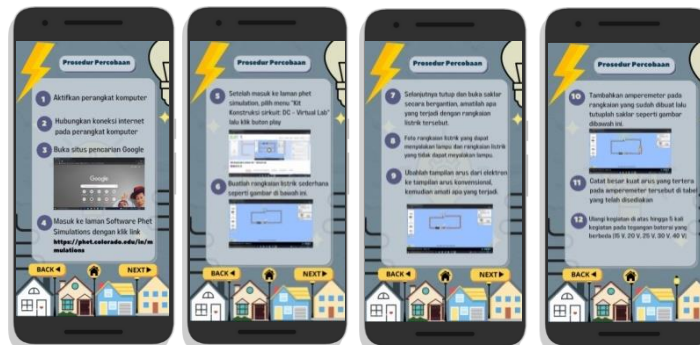 Prosedur Percobaan
1 Aktifkan perangkat komputer
2 Hubungkan koneksi internet
pada perangkat komputer
3 Buka situs pencarian Google
Google
4 Masuk ke laman Software Phet
Simulations dengan klik link
https://phet.colorado.edu/is/m
mulations
BACK
NEXT
Prosedur Percobaan
5 Setelah masuk ke laman phet
simulation, pilih menu "Kit
Konstruksi sirkuit: DC - Virtual Lab"
lalu klik buton play
6 Buatlah rangkaian listrik sederhana
seperti gambar di bawah ini.
BACK
NEXT
Prosedur Percobaan
7 Selanjutnya tutup dan buka saklar
secara bergantian, amatilah apa
yang terjadi dengan rangkaian
listrik tersebut.
8 Foto rangkaian listrik yang dapat
menyalakan lampu dan rangkaian listrik
yang tidak dapat meyalakan lampu.
9 Ubahlah tampilan arus dari elektron
ke tampilan arus konvensional,
kemudian amati apa yang terjadi.
BACK
NEXT
Prosedur Percobaan
10 Tambahkan amperemeter pada
rangkaian yang sudah dibuat lalu
tutuplah saklar seperti gambar
dibawah ini.
11 Catat besar kuat arus yang tertera
pada amperemeter tersebut di tabel
yang telah disediakan
12 Ulangi kegiatan di atas hingga 5 kali
kegiatan pada tegangan baterai yang
berbeda (15 V, 20 V, 25 V, 30 V, 40 V)
BACK